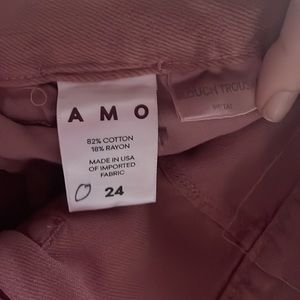 AMO
82% COTTON
18% RAYON
MADE IN USA
OF IMPORTED
FABRIC
24